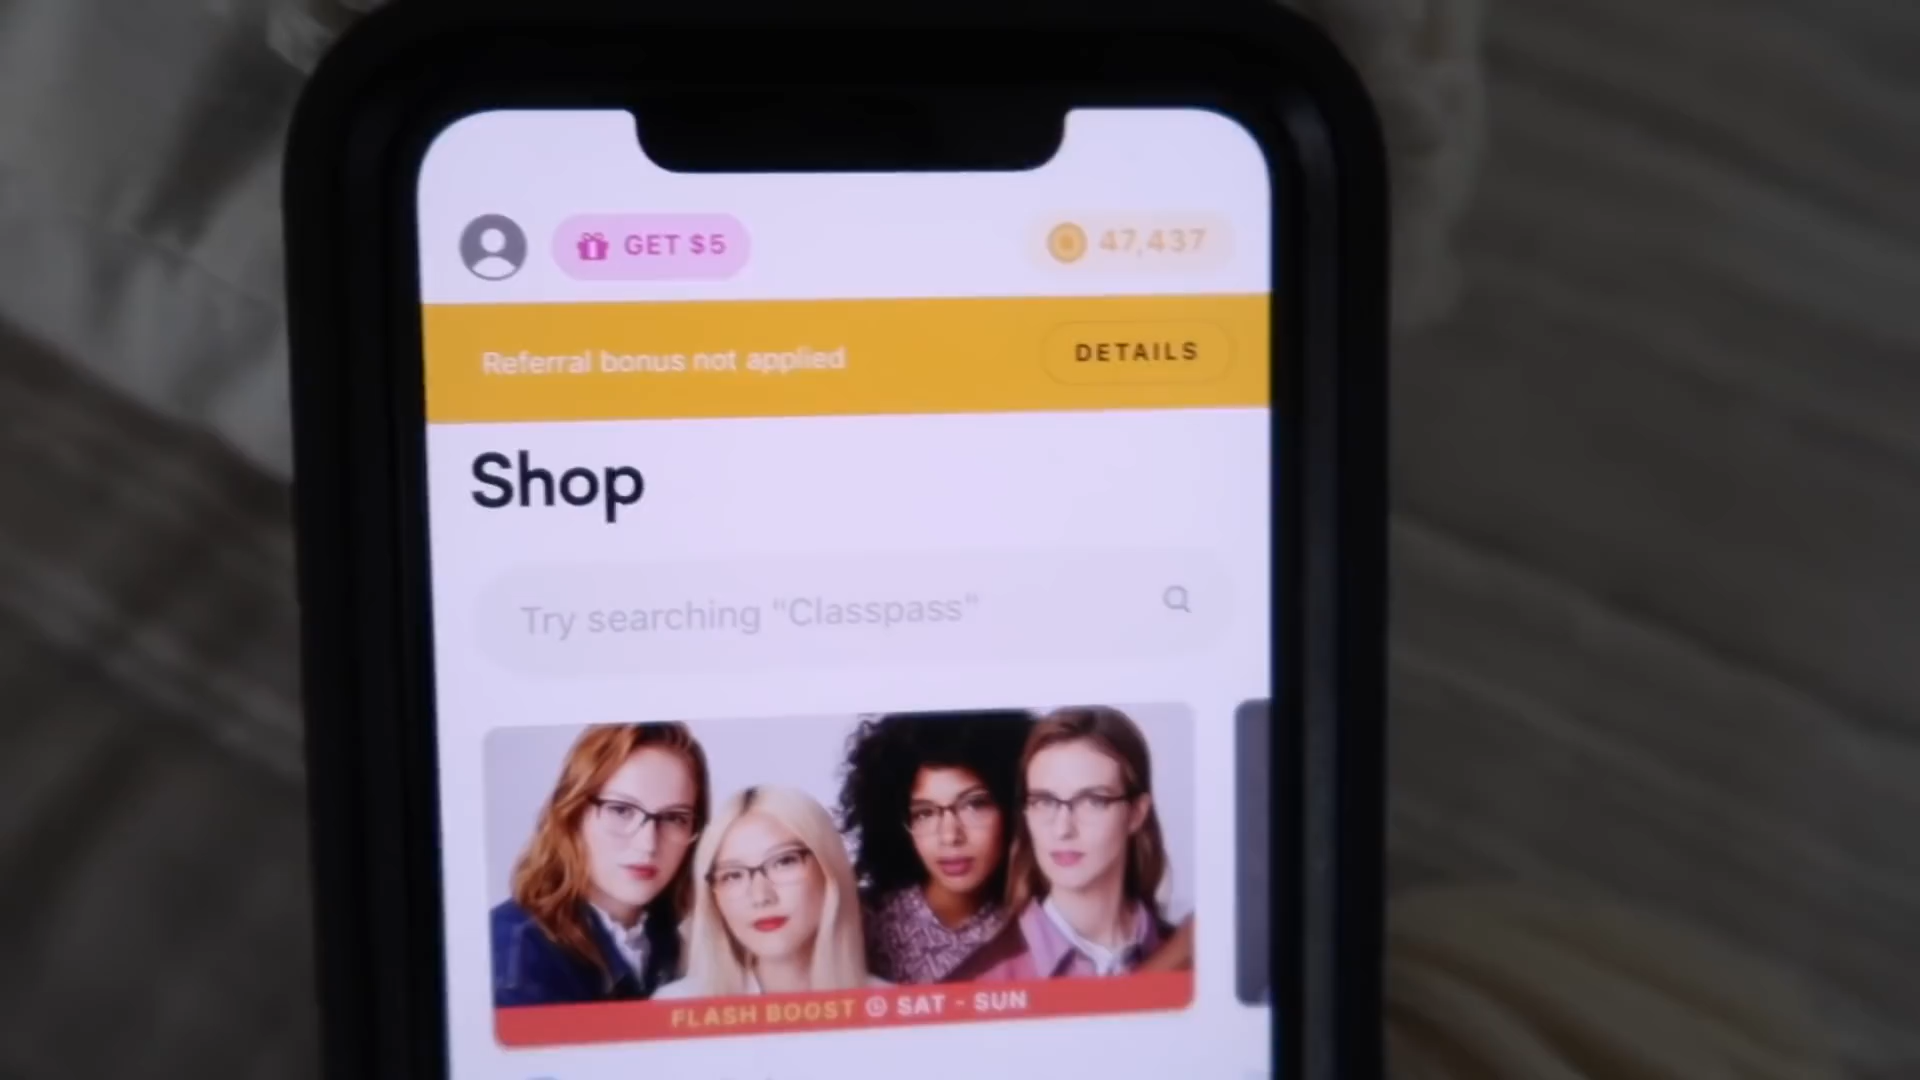 GET $5
47,437
Referral bonus not applied
DETAILS
Shop
Try searching "Classpass"
FLASH BOOST SAT - SUN